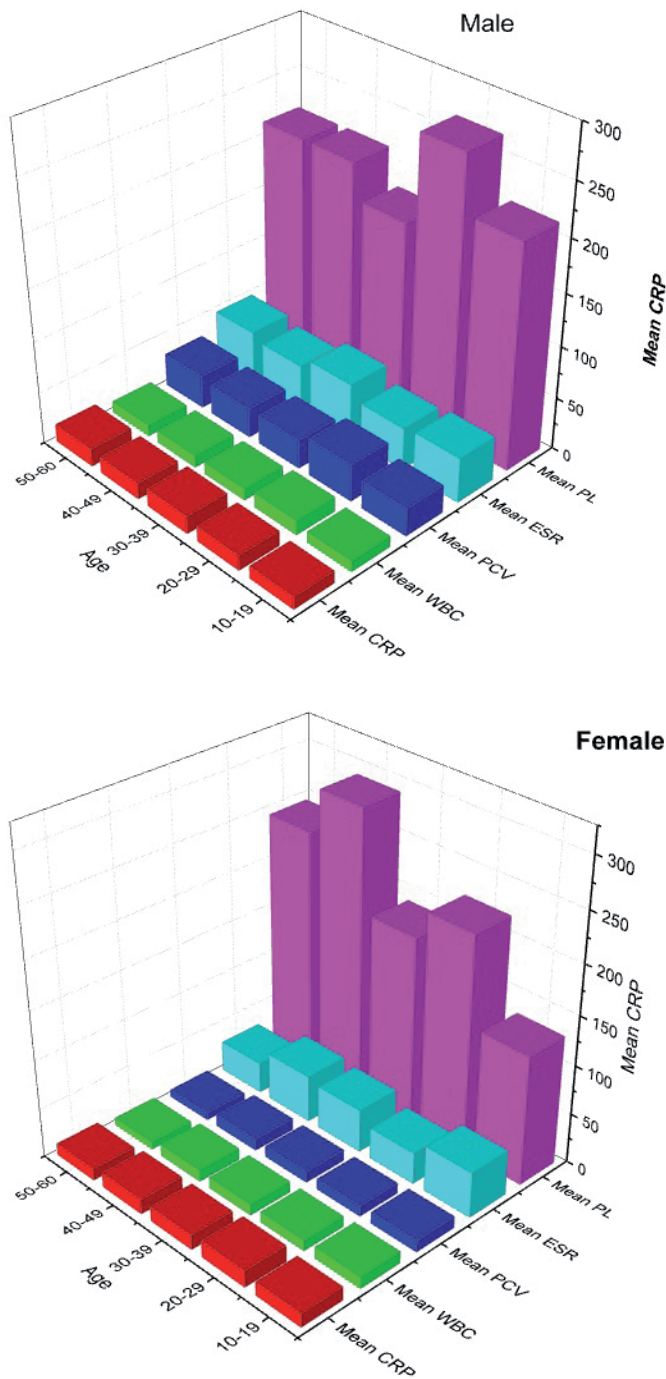 Male
300
250
200
150
100
50
0
Mean CRP
Mean PL
Mean ESR
Mean PCV
Mean WBC
Mean CRP
50-60
40-49
30-39
20-29
10-19
Age
Female
300
250
200
150
100
50
0
Mean CRP
Mean PL
Mean ESR
Mean PCV
Mean WBC
Mean CRP
50-60
40-49
30-39
20-29
10-19
Age